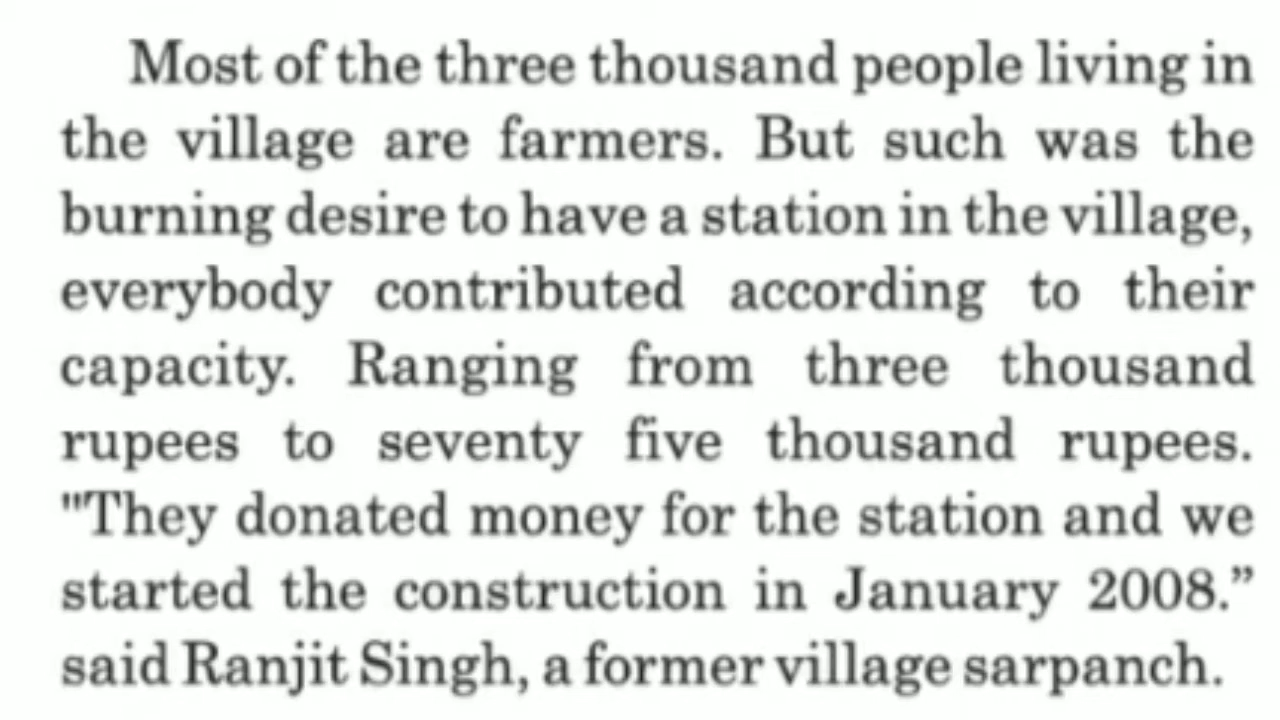 Most of the three thousand people living in
the village are farmers. But such was the
burning desire to have a station in the village,
everybody contributed according to their
capacity. Ranging from three thousand
rupees to seventy five thousand rupees.
"They donated money for the station and we
started the construction in January 2008.”
said Ranjit Singh, a former village sarpanch.